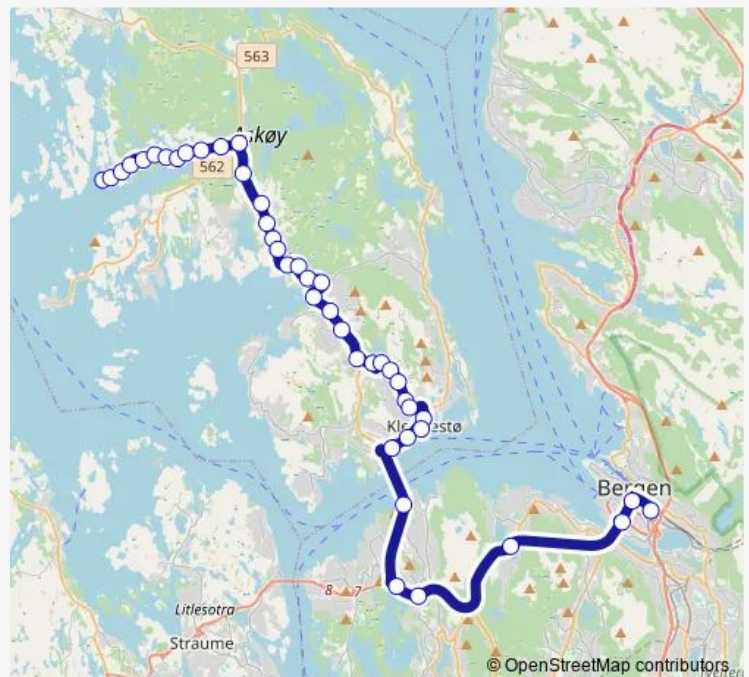 563
Askøy
562
Kleppestø
Bergen
8
7
Litlesotra
Straume
© OpenStreetMap contributors